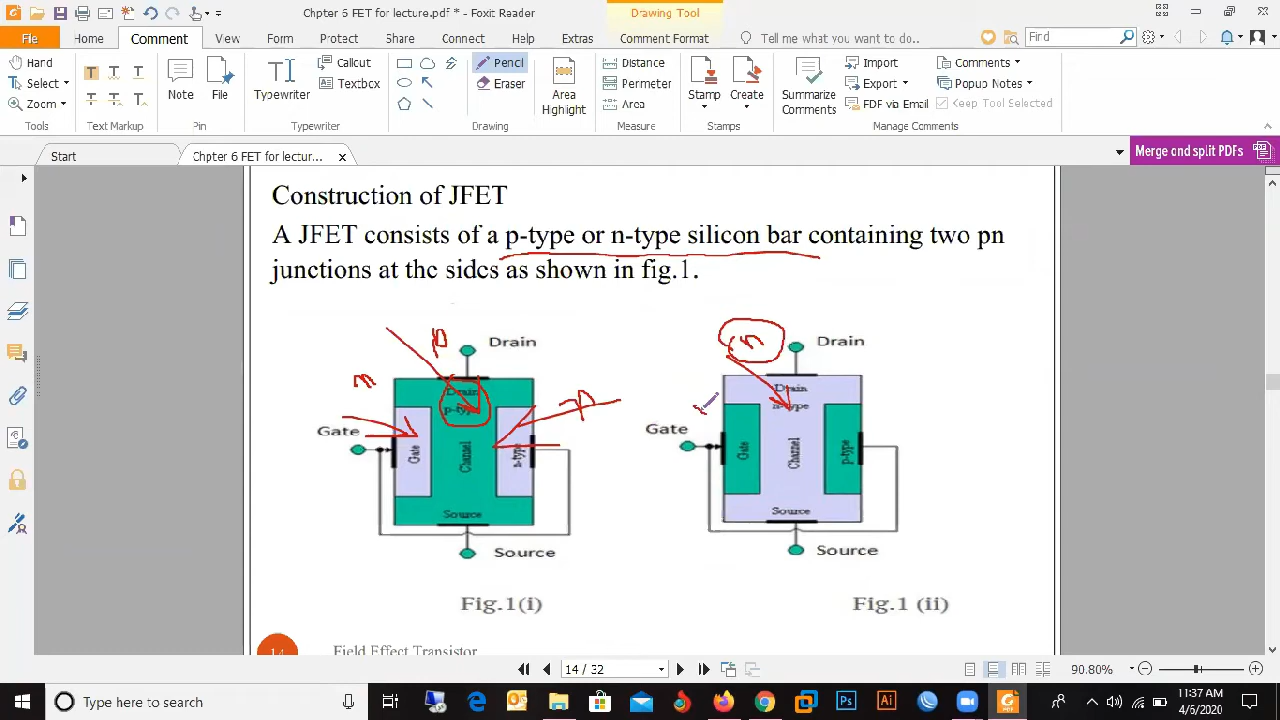 Chpter 6 FET for lecture.pdf * - Foxit Reader
Drawing Tool
File Home Comment View Form Protect Share Connect Help Extras Comment Format Tell me what you want to do... Find
Hand
Select
Zoom
Tools
Text Markup
Note
File
Pin
Typewriter
Callout
Textbox
Typewriter
Pencil
Eraser
Drawing
Area
Highlight
Distance
Perimeter
Area
Measure
Stamp
Create
Stamps
Summarize
Comments
Import
Export
FDF via Email
Comments
Popup Notes
Keep Tool Selected
Manage Comments
Start
Chpter 6 FET for lectur...
Merge and split PDFs
Construction of JFET
A JFET consists of a p-type or n-type silicon bar containing two pn
junctions at the sides as shown in fig.1.
n
P
P
Drain
Drain
p-type
Gate
Gate
Channel
n-type
Source
Source
Fig.1(i)
n
Drain
n-type
Gate
Gate
Channel
p-type
Source
Source
Fig.1 (ii)
14 Field Effect Transistor
14 / 32
90.80%
Type here to search
11:37 AM
4/5/2020